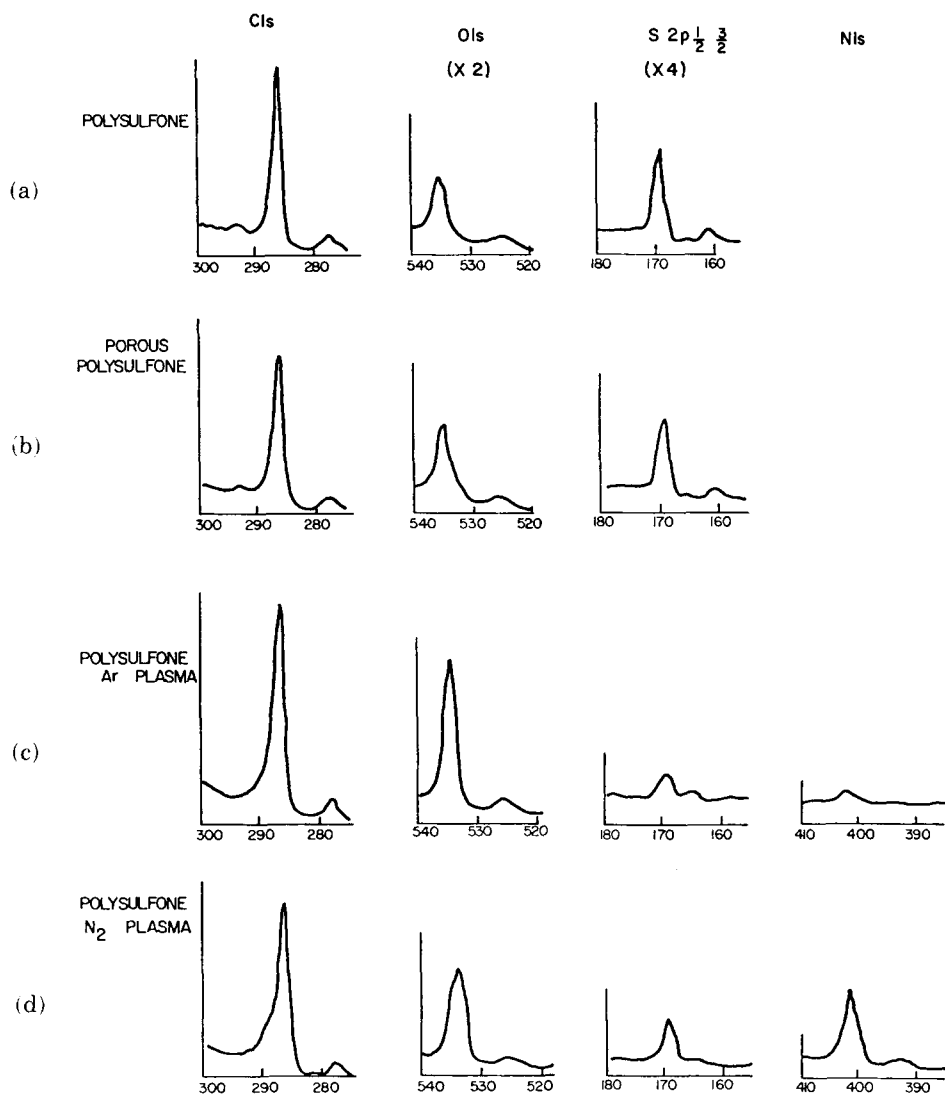 CIs
OIs
(X 2)
S 2p 1/2 3/2
(X4)
NIs
(a)
POLYSULFONE
300 290 280
540 530 520
180 170 160
(b)
POROUS
POLYSULFONE
300 290 280
540 530 520
180 170 160
(c)
POLYSULFONE
Ar PLASMA
300 290 280
540 530 520
180 170 160
410 400 390
(d)
POLYSULFONE
N2 PLASMA
300 290 280
540 530 520
180 170 160
410 400 390